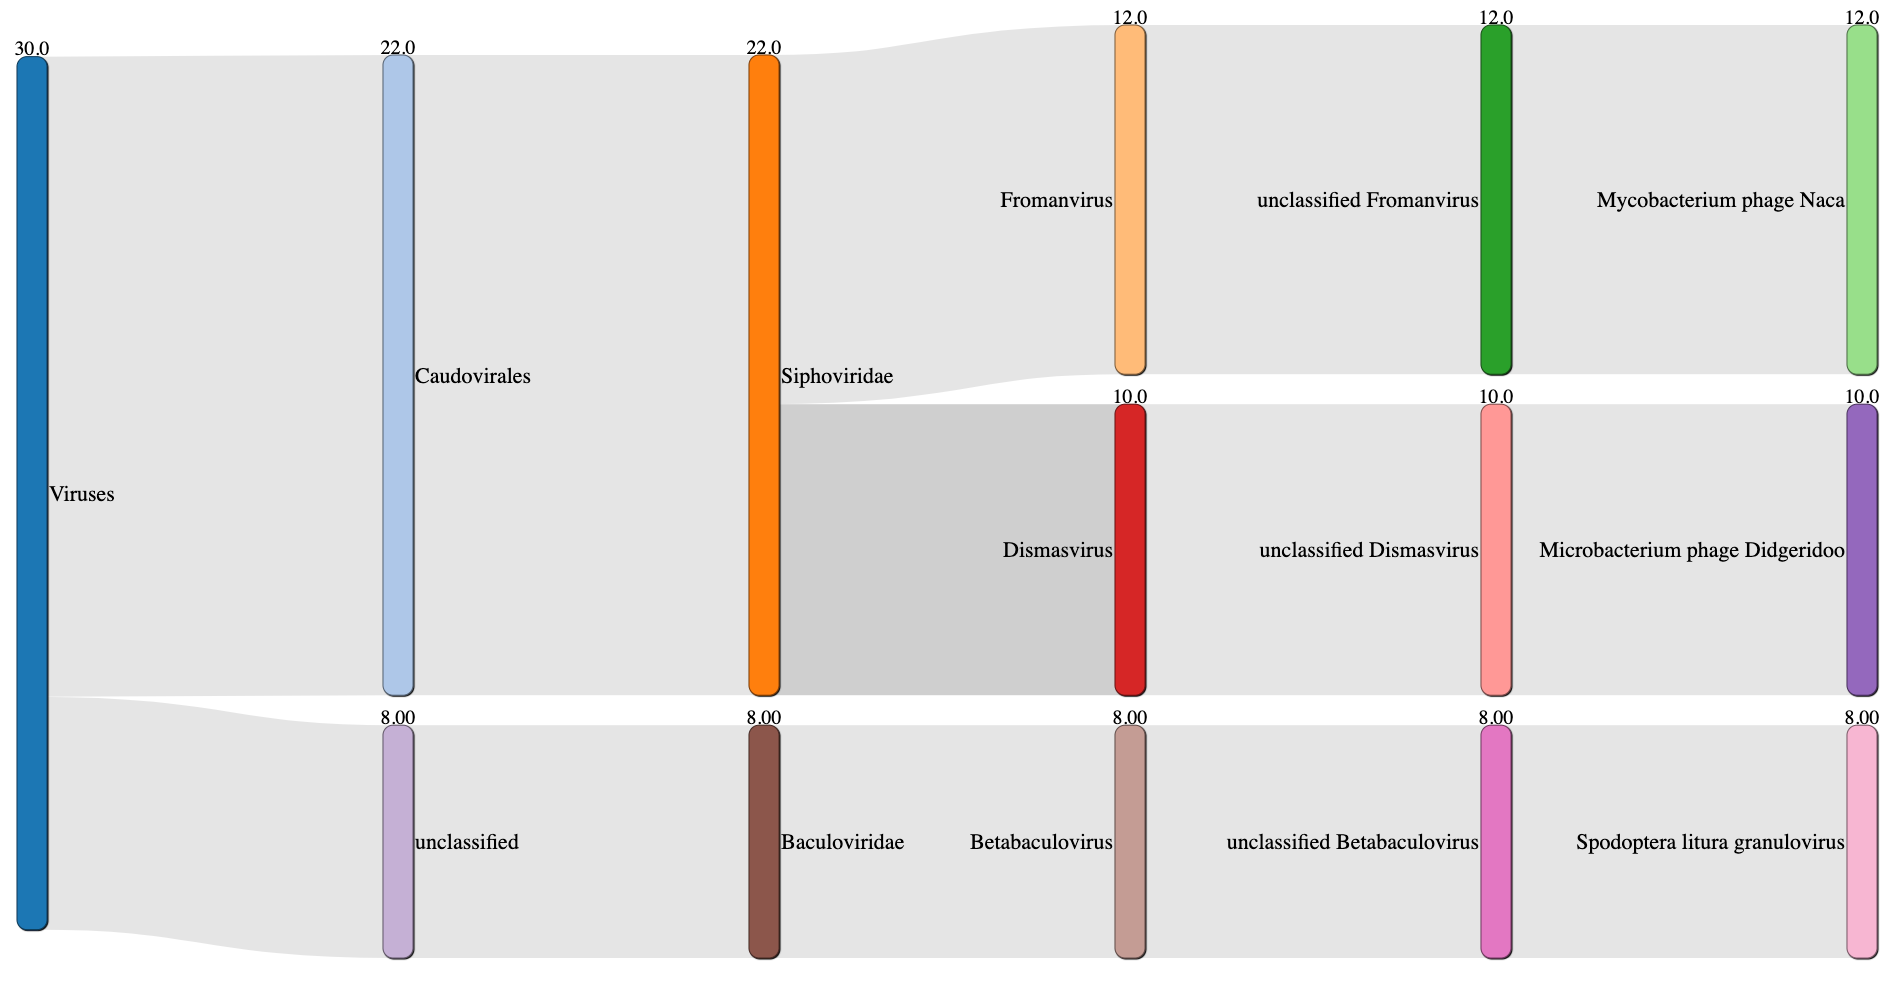 30.0
22.0
22.0
12.0
12.0
12.0
Fromanvirus
unclassified Fromanvirus
Mycobacterium phage Naca
Caudovirales
Siphoviridae
10.0
10.0
10.0
Viruses
Dismasvirus
unclassified Dismasvirus
Microbacterium phage Didgeridoo
8.00
8.00
8.00
8.00
8.00
unclassified
Baculoviridae
Betabaculovirus
unclassified Betabaculovirus
Spodoptera litura granulovirus